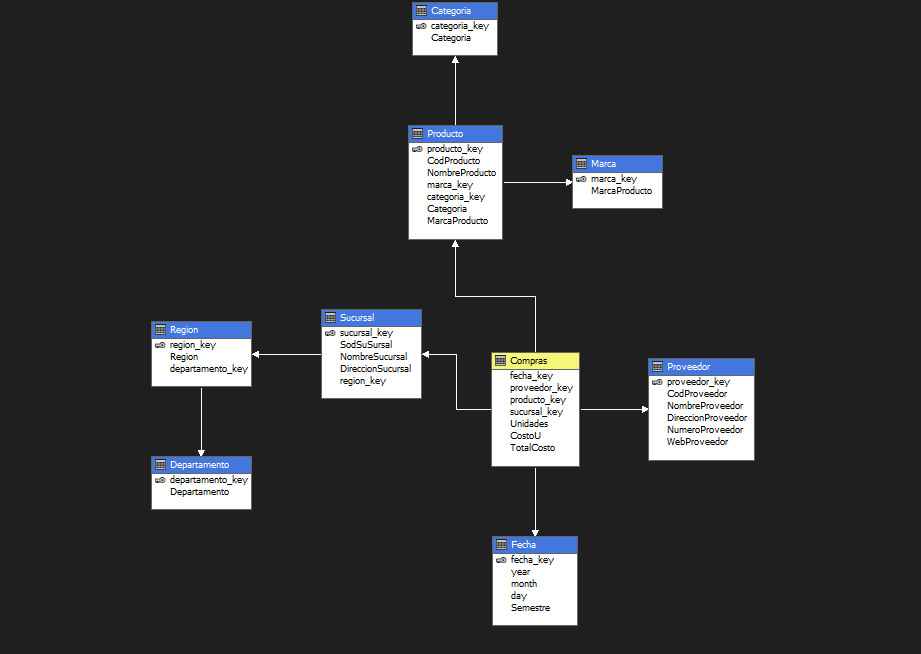 Categoria
categoria_key
Categoria
Producto
producto_key
CodProducto
NombreProducto
marca_key
categoria_key
Categoria
MarcaProducto
Marca
marca_key
MarcaProducto
Region
region_key
Region
departamento_key
Sucursal
sucursal_key
SodSuSursal
NombreSucursal
DireccionSucursal
region_key
Compras
fecha_key
proveedor_key
producto_key
sucursal_key
Unidades
CostoU
TotalCosto
Proveedor
proveedor_key
CodProveedor
NombreProveedor
DireccionProveedor
NumeroProveedor
WebProveedor
Departamento
departamento_key
Departamento
Fecha
fecha_key
year
month
day
Semestre